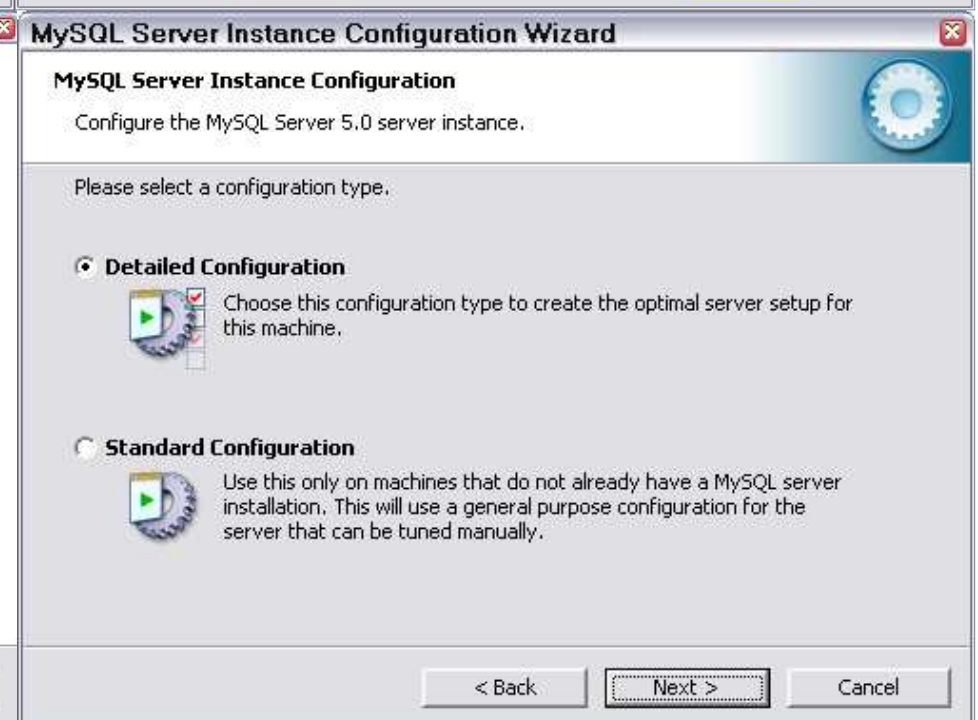 MySQL Server Instance Configuration Wizard
MySQL Server Instance Configuration
Configure the MySQL Server 5.0 server instance.
Please select a configuration type.
Detailed Configuration
Choose this configuration type to create the optimal server setup for
this machine.
Standard Configuration
Use this only on machines that do not already have a MySQL server
installation. This will use a general purpose configuration for the
server that can be tuned manually.
< Back
Next >
Cancel